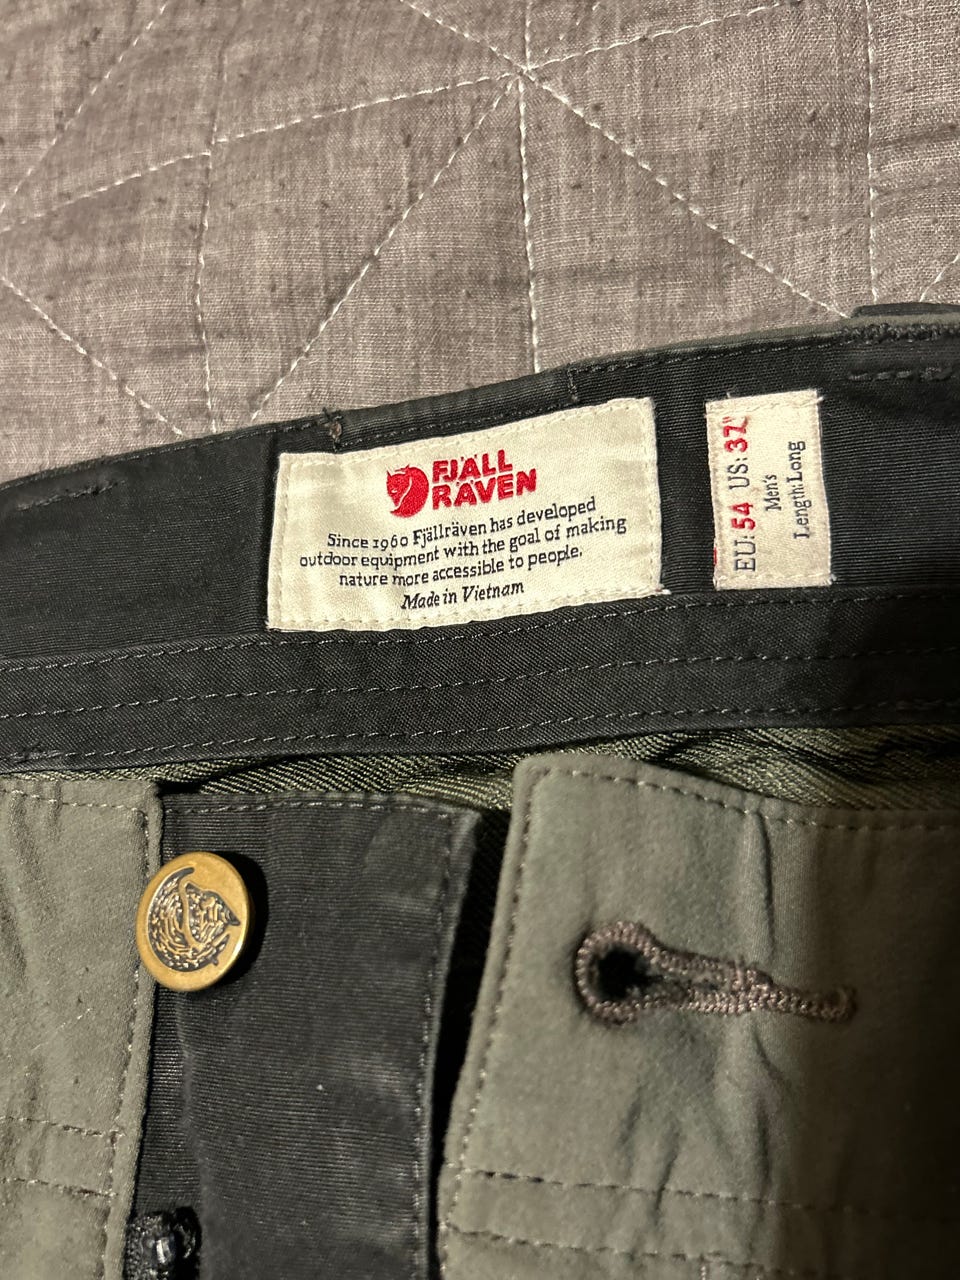 FJÄLL
RÄVEN
Since 1960 Fjällräven has developed
outdoor equipment with the goal of making
nature more accessible to people.
Made in Vietnam
EU: 54 US: 37"
Men's
Length: Long